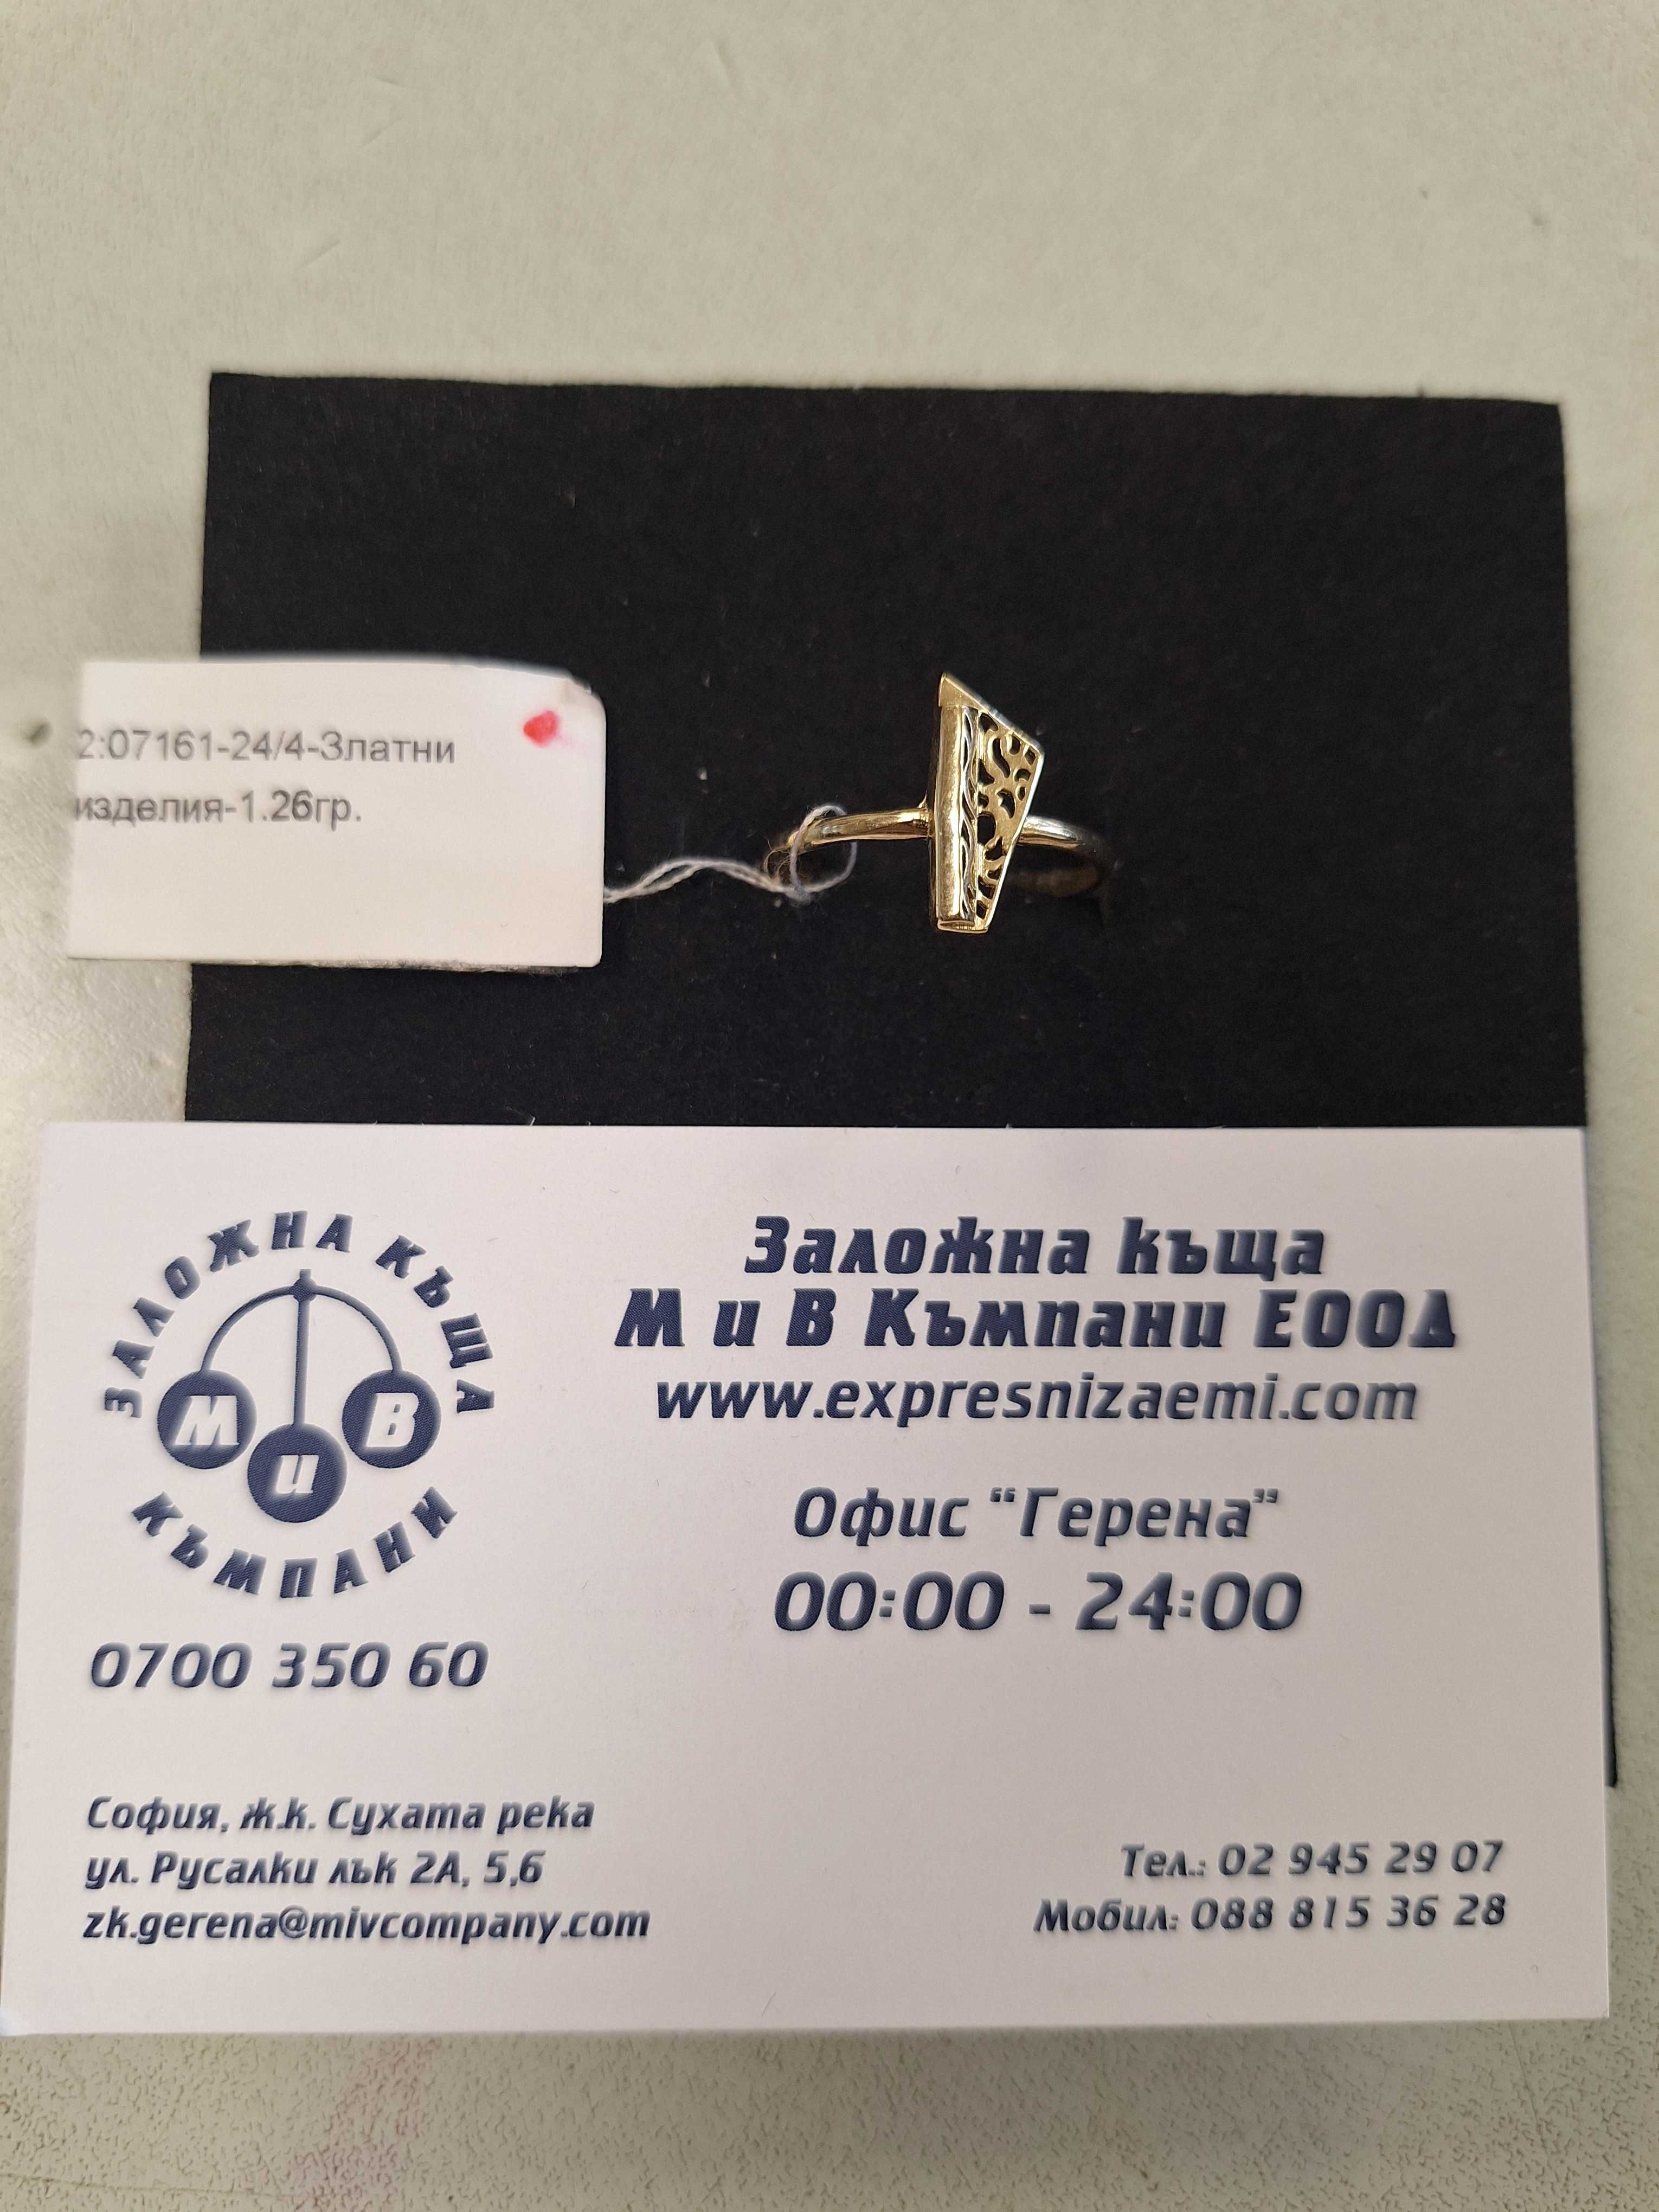 2:07161-24/4-Златни
изделия-1.26гр.
ЗАЛОЖНА КЪЩА
М и В
КЪМПАНИ
0700 350 60
Заложна къща
М и В Къмпани ЕООД
www.expresnizaemi.com
Офис "Герена"
00:00 - 24:00
София, ж.к. Сухата река
ул. Русалки лък 2А, 5,6
zk.gerena@mivcompany.com
Тел.: 02 945 29 07
Мобил: 088 815 36 28